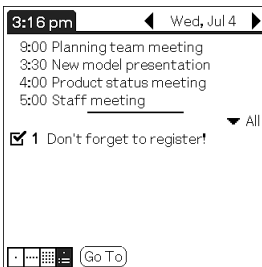 3:16 pm Wed, Jul 4
9:00 Planning team meeting
3:30 New model presentation
4:00 Product status meeting
5:00 Staff meeting
All
1 Don't forget to register!
Go To